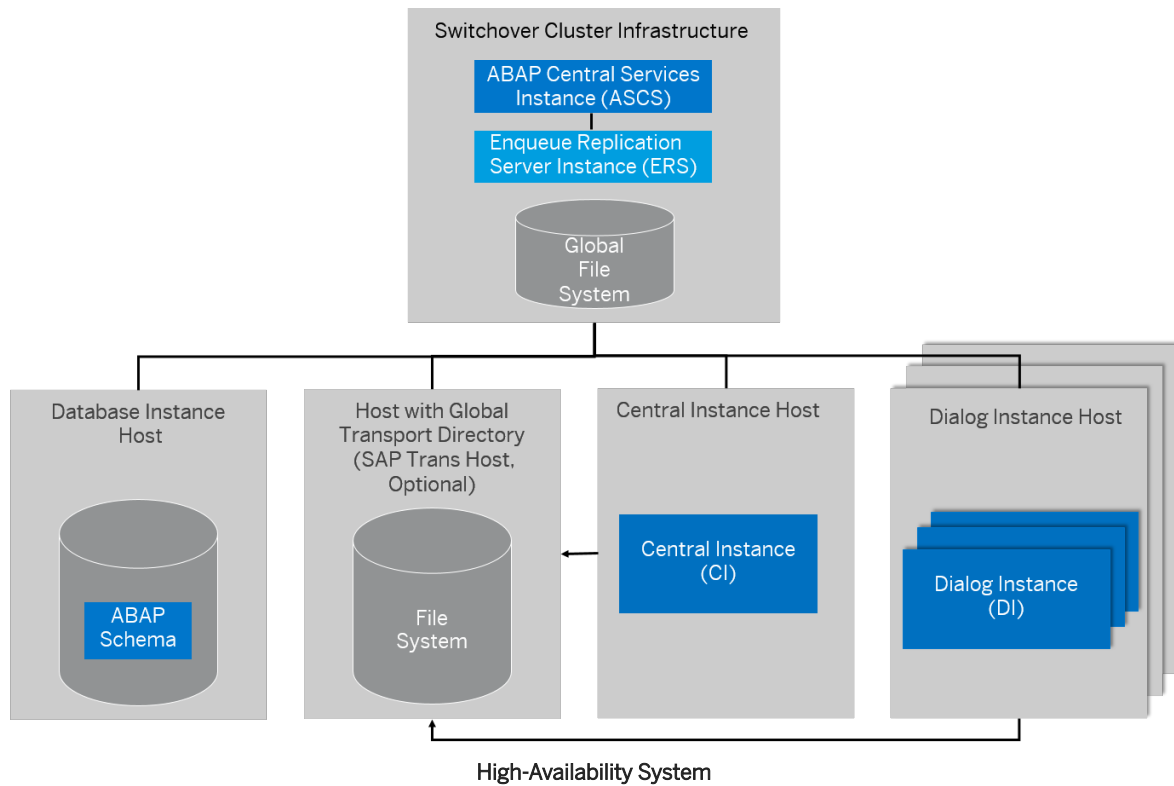 Switchover Cluster Infrastructure
ABAP Central Services
Instance (ASCS)
Enqueue Replication
Server Instance (ERS)
Global
File
System
Database Instance
Host
ABAP
Schema
Host with Global
Transport Directory
(SAP Trans Host,
Optional)
File
System
Central Instance Host
Central Instance
(CI)
Dialog Instance Host
Dialog Instance
(DI)
High-Availability System